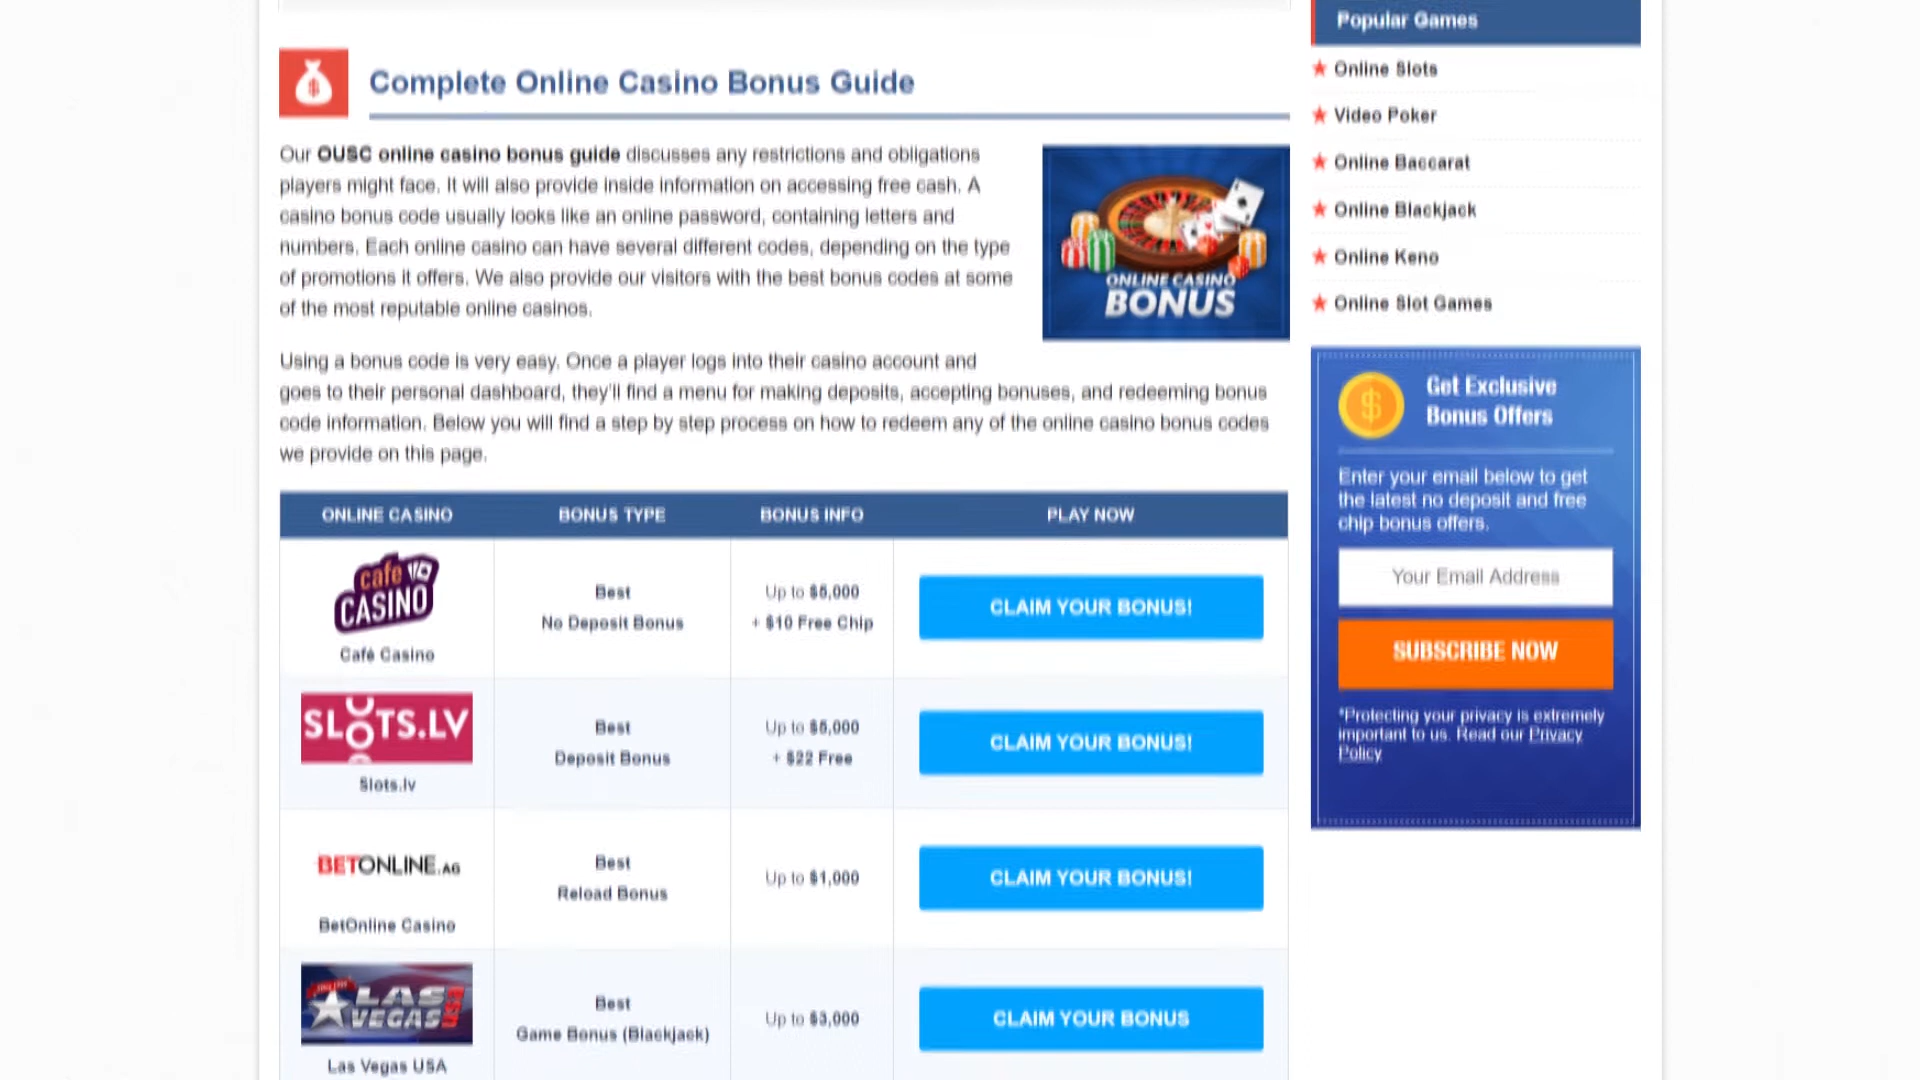 Popular Games
Online Slots
Video Poker
Online Baccarat
Online Blackjack
Online Keno
Online Slot Games
Complete Online Casino Bonus Guide
Our OUSC online casino bonus guide discusses any restrictions and obligations
players might face. It will also provide inside information on accessing free cash. A
casino bonus code usually looks like an online password, containing letters and
numbers. Each online casino can have several different codes, depending on the type
of promotions it offers. We also provide our visitors with the best bonus codes at some
of the most reputable online casinos.
ONLINE CASINO
BONUS
Using a bonus code is very easy. Once a player logs into their casino account and
goes to their personal dashboard, they'll find a menu for making deposits, accepting bonuses, and redeeming bonus
code information. Below you will find a step by step process on how to redeem any of the online casino bonus codes
we provide on this page.
ONLINE CASINO BONUS TYPE BONUS INFO PLAY NOW
cafe
CASINO
Café Casino
Best
No Deposit Bonus
Up to $5,000
+ $10 Free Chip
CLAIM YOUR BONUS!
SLOTS.LV
Slots.lv
Best
Deposit Bonus
Up to $5,000
+ $22 Free
CLAIM YOUR BONUS!
BETONLINE.AG
BetOnline Casino
Best
Reload Bonus
Up to $1,000
CLAIM YOUR BONUS!
LAS
VEGAS
Las Vegas USA
Best
Game Bonus (Blackjack)
Up to $3,000
CLAIM YOUR BONUS
Get Exclusive
Bonus Offers
Enter your email below to get
the latest no deposit and free
chip bonus offers.
Your Email Address
SUBSCRIBE NOW
*Protecting your privacy is extremely
important to us. Read our Privacy
Policy